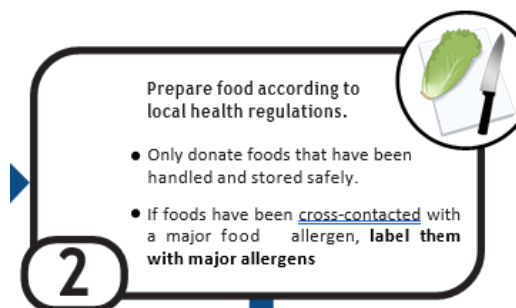 Prepare food according to
local health regulations.
● Only donate foods that have been
handled and stored safely.
● If foods have been cross-contacted with
a major food allergen, label them
with major allergens
2